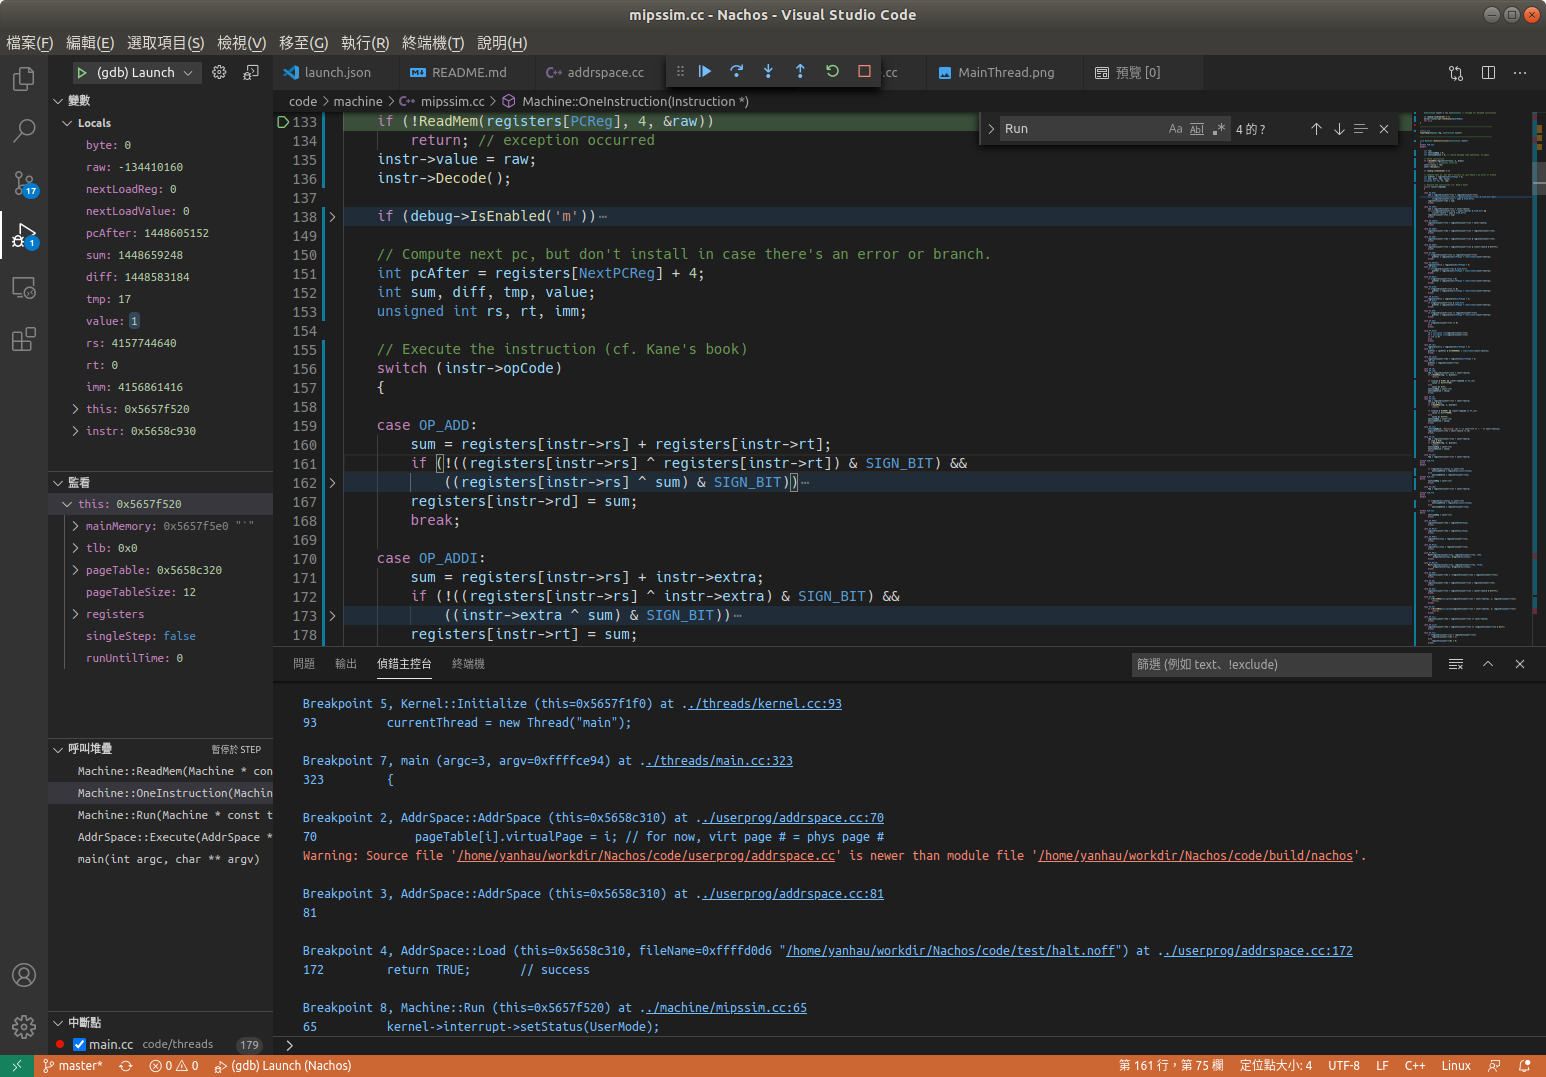 mipssim.cc - Nachos - Visual Studio Code
檔案(F) 編輯(E) 選取項目(S) 檢視(V) 移至(G) 執行(R) 終端機(T) 說明(H)
(gdb) Launch
launch.json
README.md
addrspace.cc
.cc
MainThread.png
預覽 [0]
code > machine > mipssim.cc > Machine::OneInstruction(Instruction *)
Run
Aa Abl .* 4 的 ?
變數
Locals
byte: 0
raw: -134410160
nextLoadReg: 0
nextLoadValue: 0
pcAfter: 1448605152
sum: 1448659248
diff: 1448583184
tmp: 17
value: 1
rs: 4157744640
rt: 0
imm: 4156861416
this: 0x5657f520
instr: 0x5658c930
監看
this: 0x5657f520
mainMemory: 0x5657f5e0 "`"
tlb: 0x0
pageTable: 0x5658c320
pageTableSize: 12
registers
singleStep: false
runUntilTime: 0
呼叫堆疊
暫停於 STEP
Machine::ReadMem(Machine * con
Machine::OneInstruction(Machin
Machine::Run(Machine * const t
AddrSpace::Execute(AddrSpace *
main(int argc, char ** argv)
中斷點
main.cc code/threads 179
17
1
133 if (!ReadMem(registers[PCReg], 4, &raw))
134 return; // exception occurred
135 instr->value = raw;
136 instr->Decode();
137
138 if (debug->IsEnabled('m'))⋯
149
150 // Compute next pc, but don't install in case there's an error or branch.
151 int pcAfter = registers[NextPCReg] + 4;
152 int sum, diff, tmp, value;
153 unsigned int rs, rt, imm;
154
155 // Execute the instruction (cf. Kane's book)
156 switch (instr->opCode)
157 {
158
159 case OP_ADD:
160 sum = registers[instr->rs] + registers[instr->rt];
161 if (!((registers[instr->rs] ^ registers[instr->rt]) & SIGN_BIT) &&
162 ((registers[instr->rs] ^ sum) & SIGN_BIT))⋯
167 registers[instr->rd] = sum;
168 break;
169
170 case OP_ADDI:
171 sum = registers[instr->rs] + instr->extra;
172 if (!((registers[instr->rs] ^ instr->extra) & SIGN_BIT) &&
173 ((instr->extra ^ sum) & SIGN_BIT))⋯
178 registers[instr->rt] = sum;
問題 輸出 偵錯主控台 終端機
篩選 (例如 text、!exclude)
Breakpoint 5, Kernel::Initialize (this=0x5657f1f0) at ../threads/kernel.cc:93
93 currentThread = new Thread("main");
Breakpoint 7, main (argc=3, argv=0xffffce94) at ../threads/main.cc:323
323 {
Breakpoint 2, AddrSpace::AddrSpace (this=0x5658c310) at ../userprog/addrspace.cc:70
70 pageTable[i].virtualPage = i; // for now, virt page # = phys page #
Warning: Source file '/home/yanhau/workdir/Nachos/code/userprog/addrspace.cc' is newer than module file '/home/yanhau/workdir/Nachos/code/build/nachos'.
Breakpoint 3, AddrSpace::AddrSpace (this=0x5658c310) at ../userprog/addrspace.cc:81
81
Breakpoint 4, AddrSpace::Load (this=0x5658c310, fileName=0xffffd0d6 "/home/yanhau/workdir/Nachos/code/test/halt.noff") at ../userprog/addrspace.cc:172
172 return TRUE; // success
Breakpoint 8, Machine::Run (this=0x5657f520) at ../machine/mipssim.cc:65
65 kernel->interrupt->setStatus(UserMode);
master* 0 0 (gdb) Launch (Nachos)
第 161 行，第 75 欄 定位點大小: 4 UTF-8 LF C++ Linux